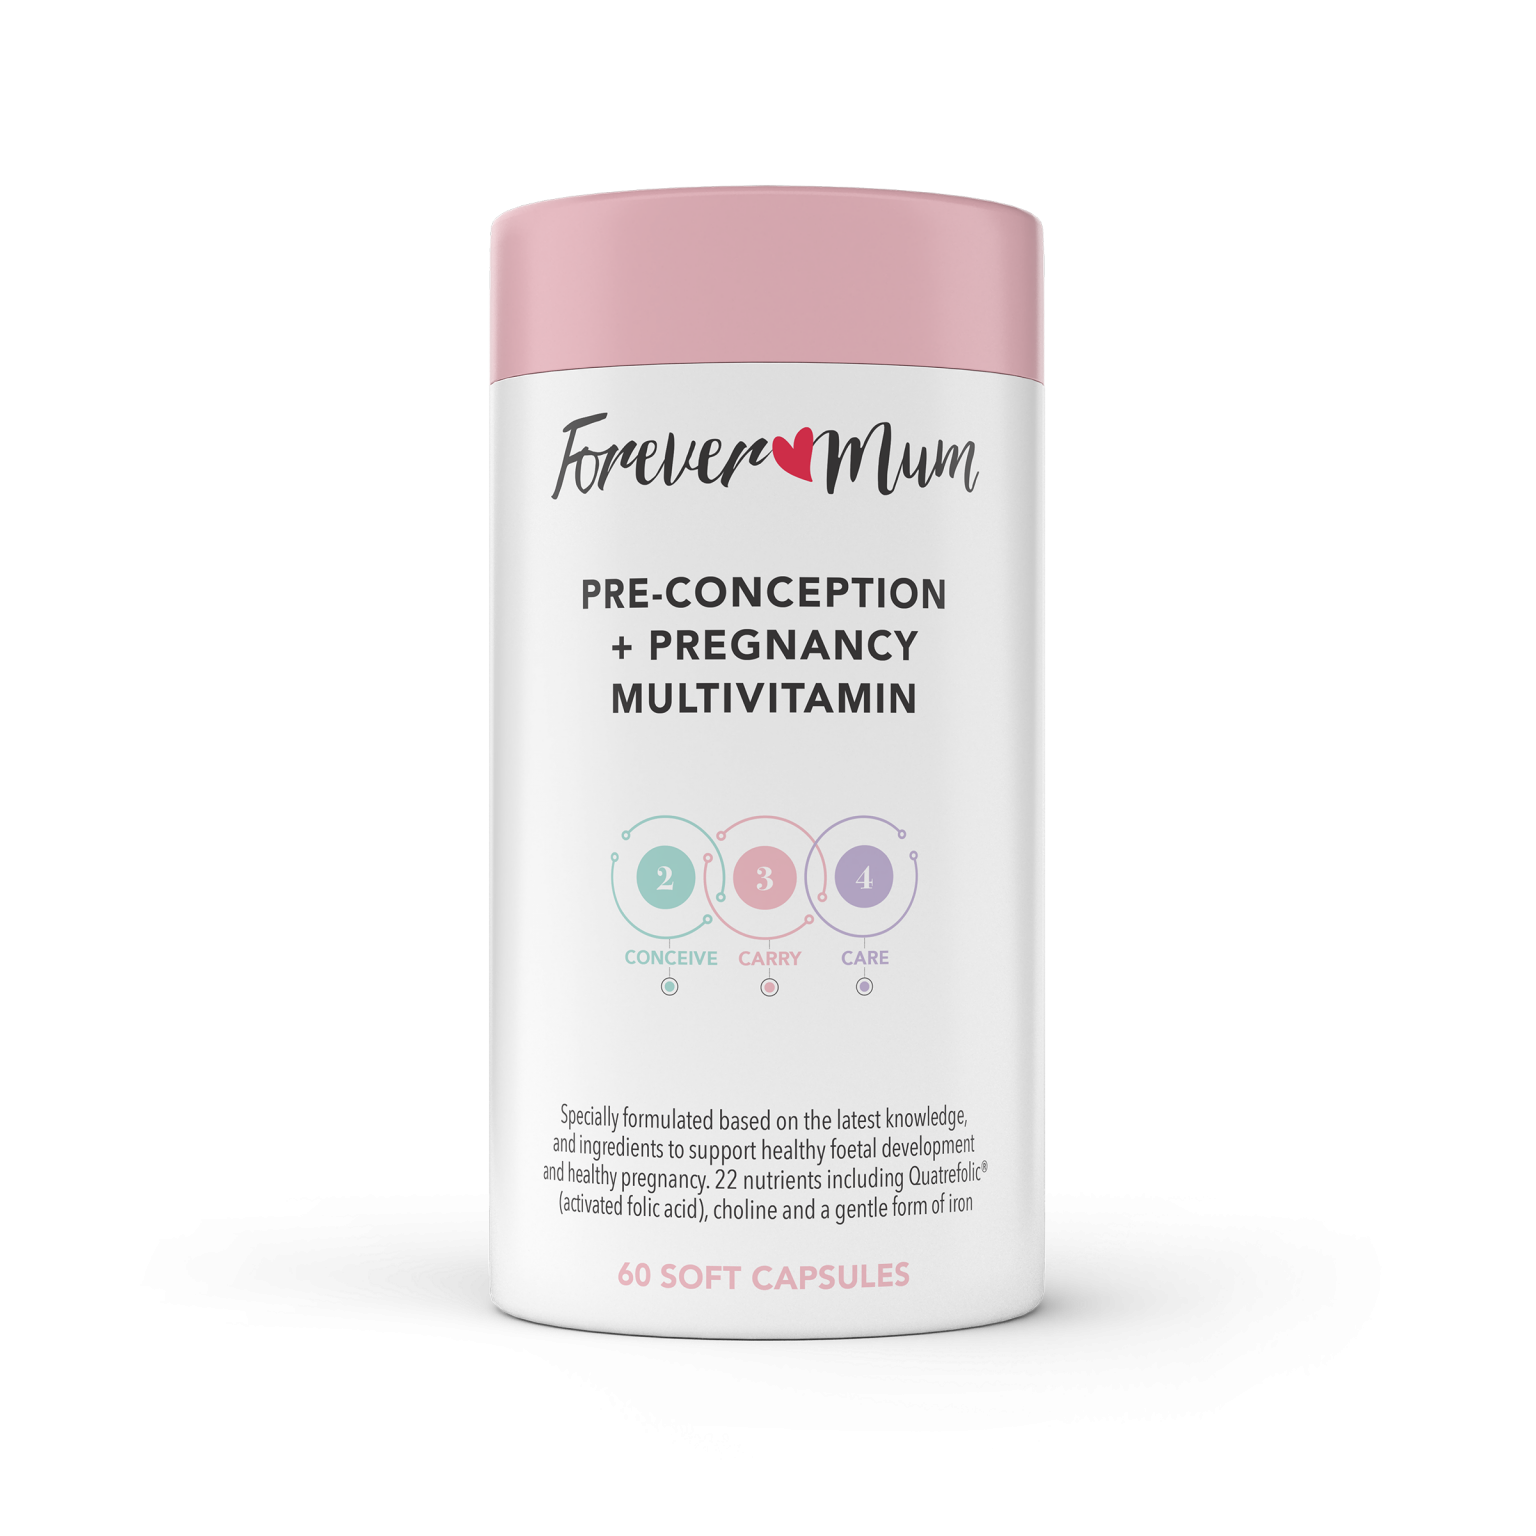 Forever Mum
PRE-CONCEPTION
+ PREGNANCY
MULTIVITAMIN
2 3 4
CONCEIVE CARRY CARE
Specially formulated based on the latest knowledge,
and ingredients to support healthy foetal development
and healthy pregnancy. 22 nutrients including Quatrefolic®
(activated folic acid), choline and a gentle form of iron
60 SOFT CAPSULES